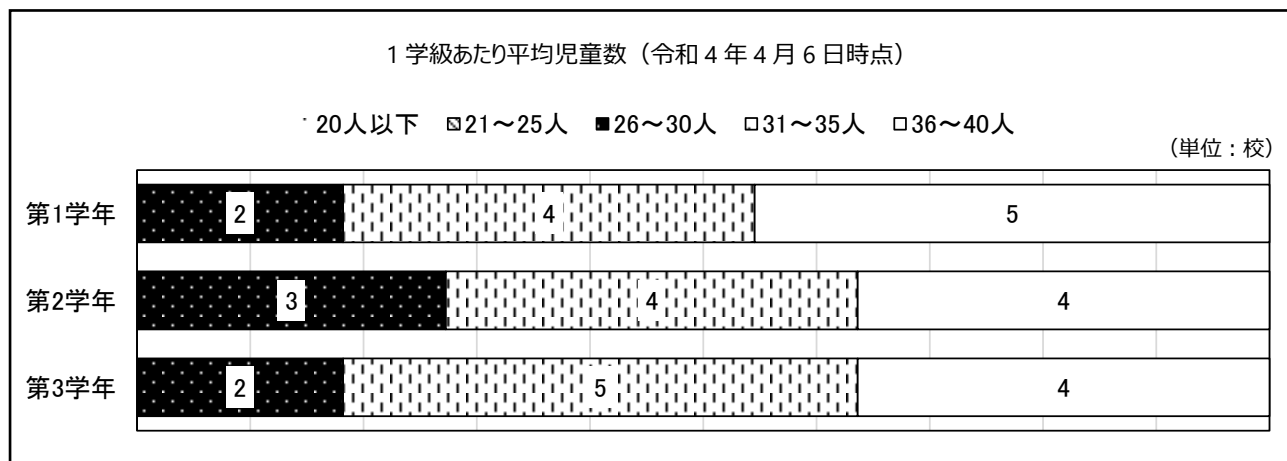 1学級あたり平均児童数(令和4年4月6日時点)
20人以下 21~25人 26~30人 31~35人 36~40人
(単位:校)
第1学年 2 4 5
第2学年 3 4 4
第3学年 2 5 4